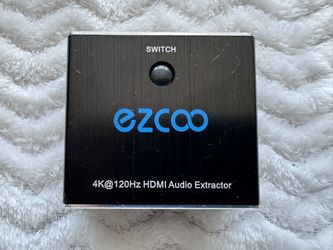 SWITCH
ezcoo
4K@120Hz HDMI Audio Extractor